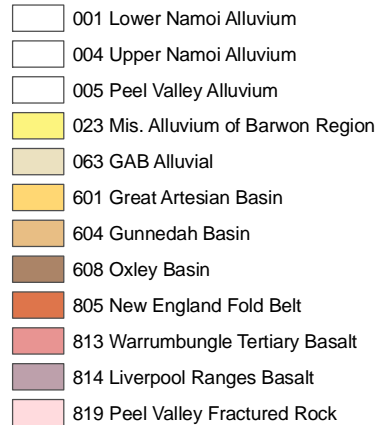 001 Lower Namoi Alluvium
004 Upper Namoi Alluvium
005 Peel Valley Alluvium
023 Mis. Alluvium of Barwon Region
063 GAB Alluvial
601 Great Artesian Basin
604 Gunnedah Basin
608 Oxley Basin
805 New England Fold Belt
813 Warrumbungle Tertiary Basalt
814 Liverpool Ranges Basalt
819 Peel Valley Fractured Rock